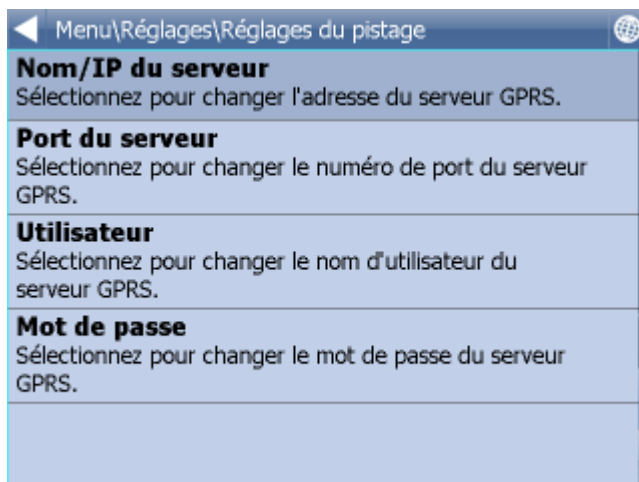 Menu\Réglages\Réglages du pistage
Nom/IP du serveur
Sélectionnez pour changer l'adresse du serveur GPRS.
Port du serveur
Sélectionnez pour changer le numéro de port du serveur
GPRS.
Utilisateur
Sélectionnez pour changer le nom d'utilisateur du
serveur GPRS.
Mot de passe
Sélectionnez pour changer le mot de passe du serveur
GPRS.